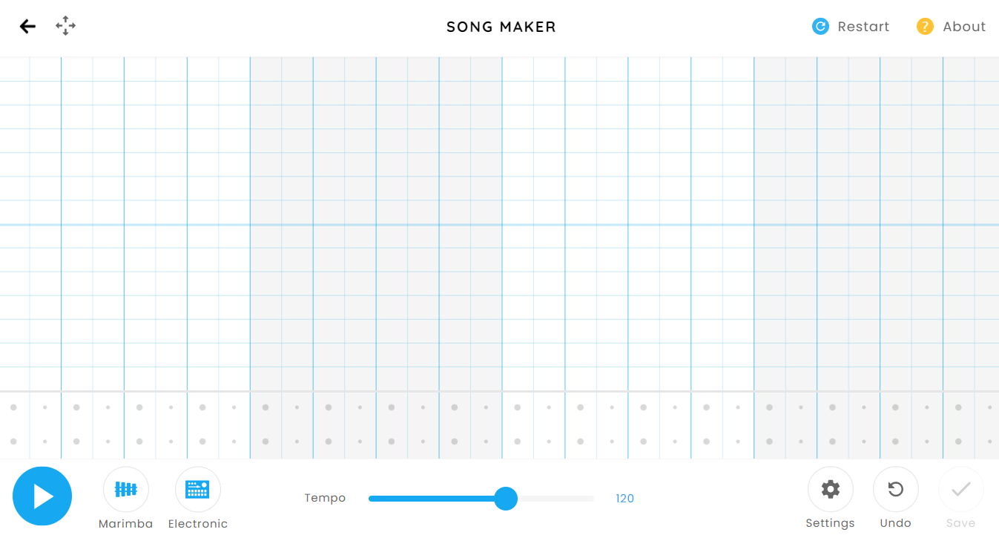 SONG MAKER
Restart
? About
Tempo
120
Marimba
Electronic
Settings
Undo
Save